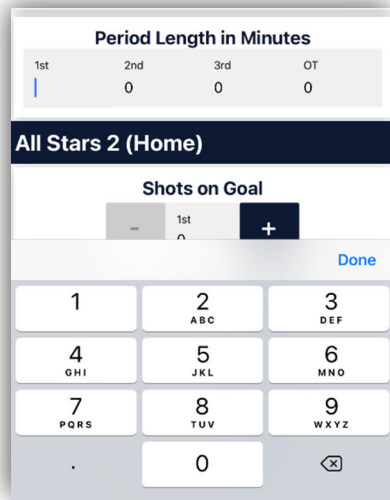 Period Length in Minutes
1st 2nd 3rd OT
0 0 0
All Stars 2 (Home)
Shots on Goal
1st
- 0 +
Done
1 2 3
ABC DEF
4 5 6
GHI JKL MNO
7 8 9
PQRS TUV WXYZ
. 0